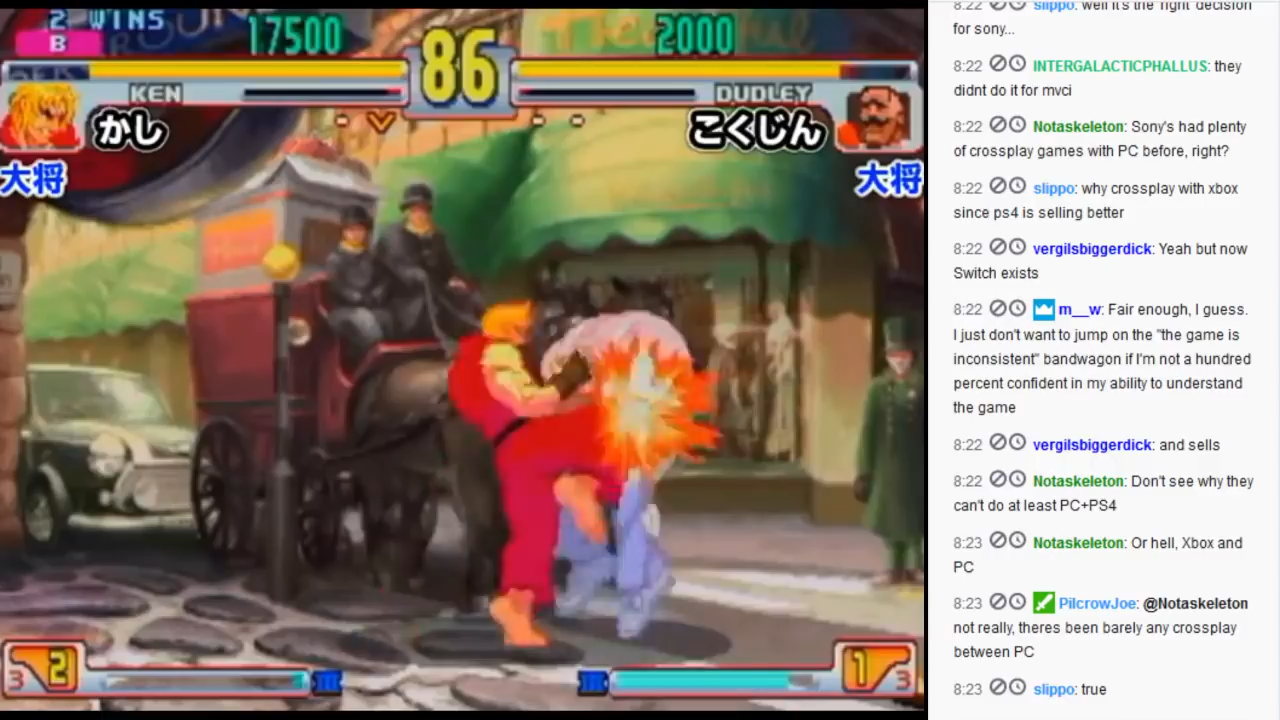 2 WINS
B
17500
86
2000
KEN
DUDLEY
かし
こくじん
大将
大将
2
3
III
III
1
3
8:22 slippo: well it's the 'right' decision
for sony...
8:22 INTERGALACTICPHALLUS: they
didnt do it for mvci
8:22 Notaskeleton: Sony's had plenty
of crossplay games with PC before, right?
8:22 slippo: why crossplay with xbox
since ps4 is selling better
8:22 vergilsbiggerdick: Yeah but now
Switch exists
8:22 m__w: Fair enough, I guess.
I just don't want to jump on the "the game is
inconsistent" bandwagon if I'm not a hundred
percent confident in my ability to understand
the game
8:22 vergilsbiggerdick: and sells
8:22 Notaskeleton: Don't see why they
can't do at least PC+PS4
8:23 Notaskeleton: Or hell, Xbox and
PC
8:23 PilcrowJoe: @Notaskeleton
not really, theres been barely any crossplay
between PC
8:23 slippo: true